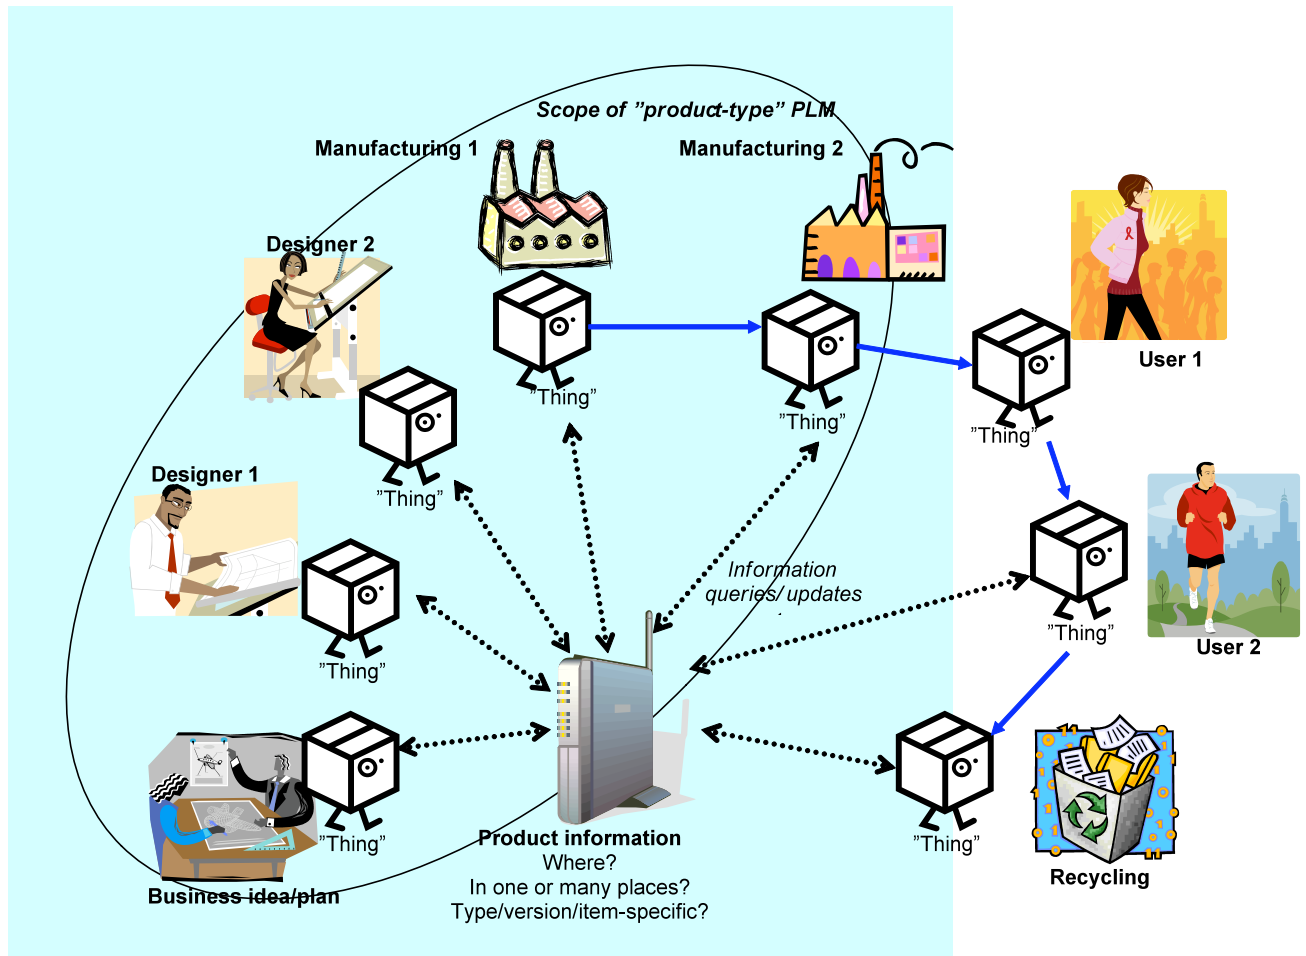 Scope of ”product-type” PLM
Manufacturing 1
Manufacturing 2
Designer 2
”Thing”
”Thing”
User 1
”Thing”
Designer 1
”Thing”
Information
queries/updates
”Thing”
User 2
”Thing”
Product information
Where?
In one or many places?
Type/version/item-specific?
”Thing”
”Thing”
Recycling
Business idea/plan